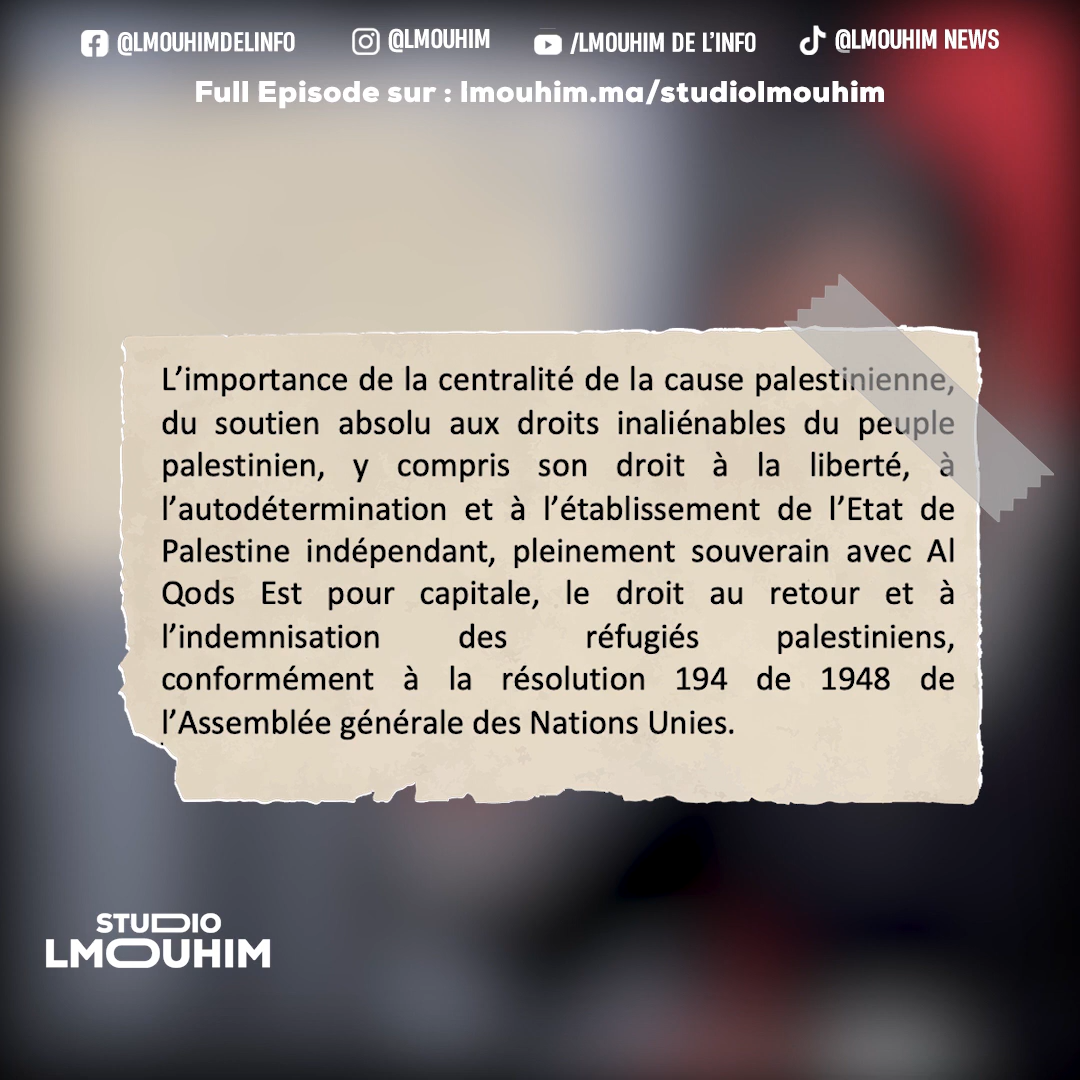 @LMOUHIMDELINFO @LMOUHIM /LMOUHIM DE L'INFO @LMOUHIM NEWS
Full Episode sur : lmouhim.ma/studiolmouhim
L’importance de la centralité de la cause palestinienne,
du soutien absolu aux droits inaliénables du peuple
palestinien, y compris son droit à la liberté, à
l’autodétermination et à l’établissement de l’Etat de
Palestine indépendant, pleinement souverain avec Al
Qods Est pour capitale, le droit au retour et à
l’indemnisation des réfugiés palestiniens,
conformément à la résolution 194 de 1948 de
l’Assemblée générale des Nations Unies.
STUDIO
LMOUHIM